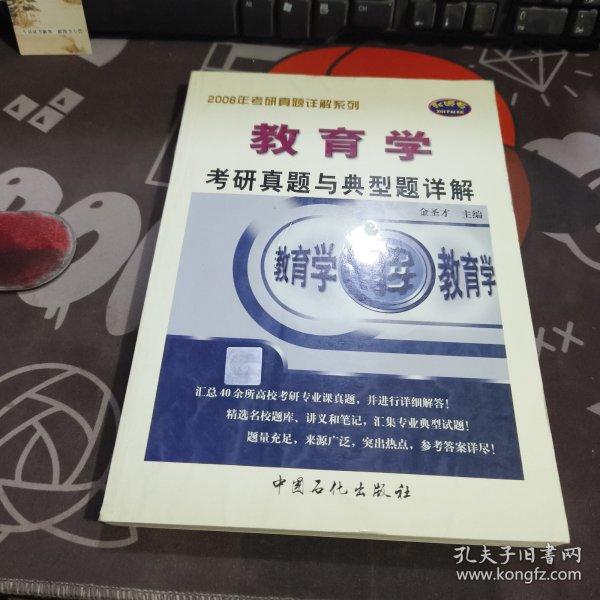 2006年考研真题详解系列
XIN PAI KE
教育学
考研真题与典型题详解
金圣才 主编
教育学
教育学
汇总40余所高校考研专业课真题，并进行详细解答！
精选名校题库、讲义和笔记，汇集专业典型试题！
题量充足，来源广泛，突出热点，参考答案详尽！
中国石化出版社
孔夫子旧书网
www.kongfz.com